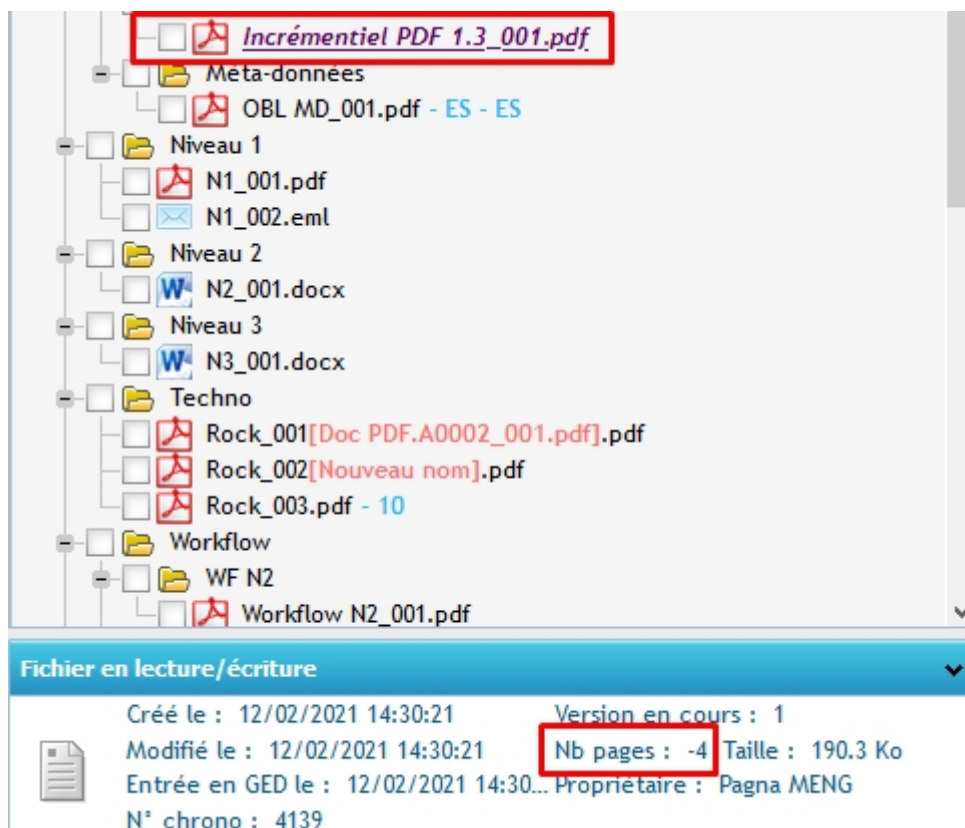 Incrémentiel PDF 1.3_001.pdf
Méta-données
OBL MD_001.pdf - ES - ES
Niveau 1
N1_001.pdf
N1_002.eml
Niveau 2
N2_001.docx
Niveau 3
N3_001.docx
Techno
Rock_001[Doc PDF.A0002_001.pdf].pdf
Rock_002[Nouveau nom].pdf
Rock_003.pdf - 10
Workflow
WF N2
Workflow N2_001.pdf
Fichier en lecture/écriture
Créé le : 12/02/2021 14:30:21 Version en cours : 1
Modifié le : 12/02/2021 14:30:21 Nb pages : -4 Taille : 190.3 Ko
Entrée en GED le : 12/02/2021 14:30... Propriétaire : Pagna MENG
N° chrono : 4139